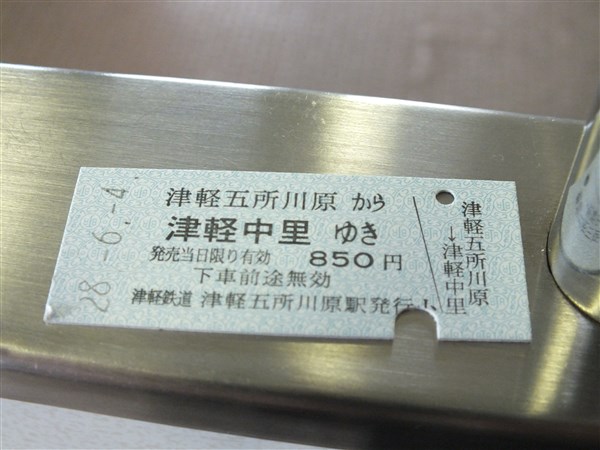 28.-6.-4
津軽五所川原 から
津軽中里 ゆき
発売当日限り有効 850円
下車前途無効
津軽鉄道 津軽五所川原駅発行
津軽五所川原
→津軽中里